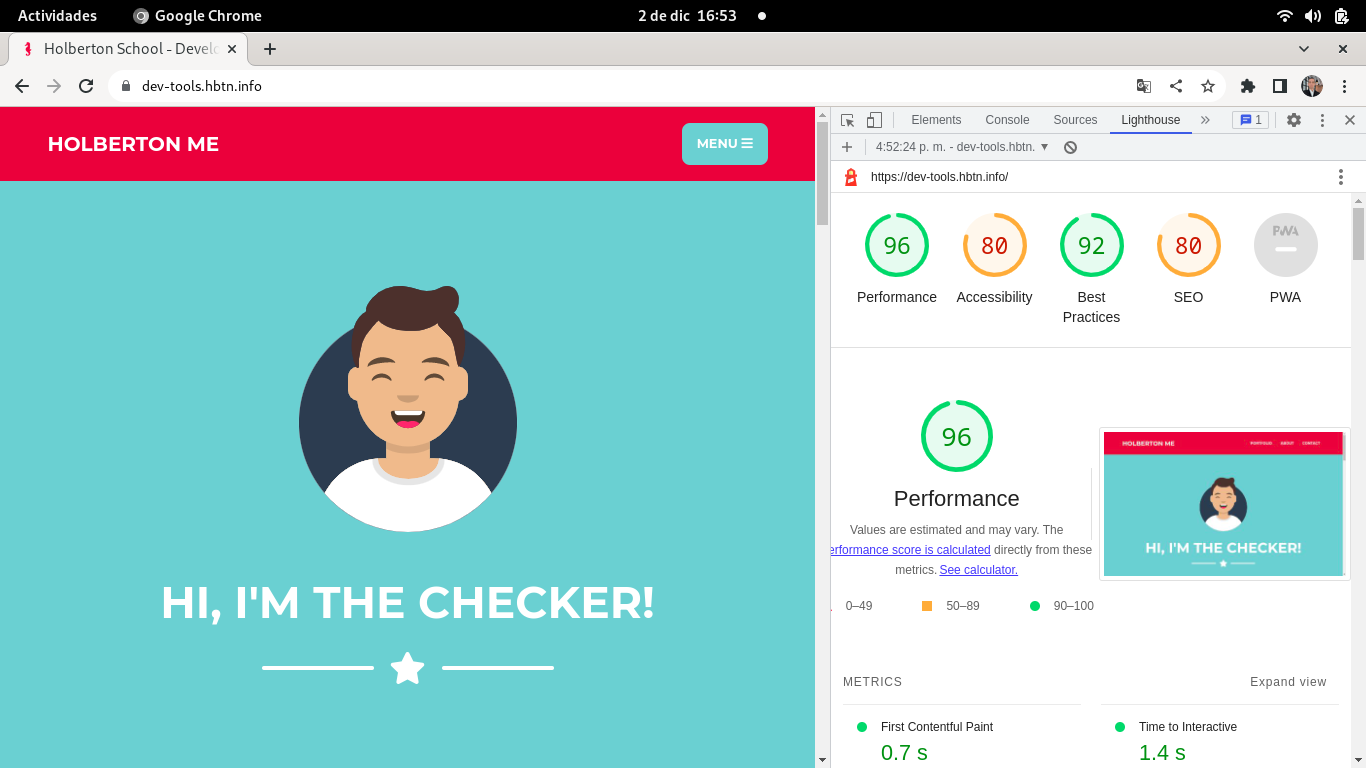 Actividades
Google Chrome
2 de dic 16:53
Holberton School - Develo
dev-tools.hbtn.info
HOLBERTON ME
MENU
HI, I'M THE CHECKER!
Elements
Console
Sources
Lighthouse
1
4:52:24 p. m. - dev-tools.hbtn.
https://dev-tools.hbtn.info/
96
80
92
80
PWA
Performance
Accessibility
Best
Practices
SEO
PWA
96
Performance
Values are estimated and may vary. The
erformance score is calculated directly from these
metrics. See calculator.
0–49
50–89
90–100
HOLBERTON ME
PORTFOLIO
ABOUT
CONTACT
HI, I'M THE CHECKER!
METRICS
Expand view
First Contentful Paint
0.7 s
Time to Interactive
1.4 s